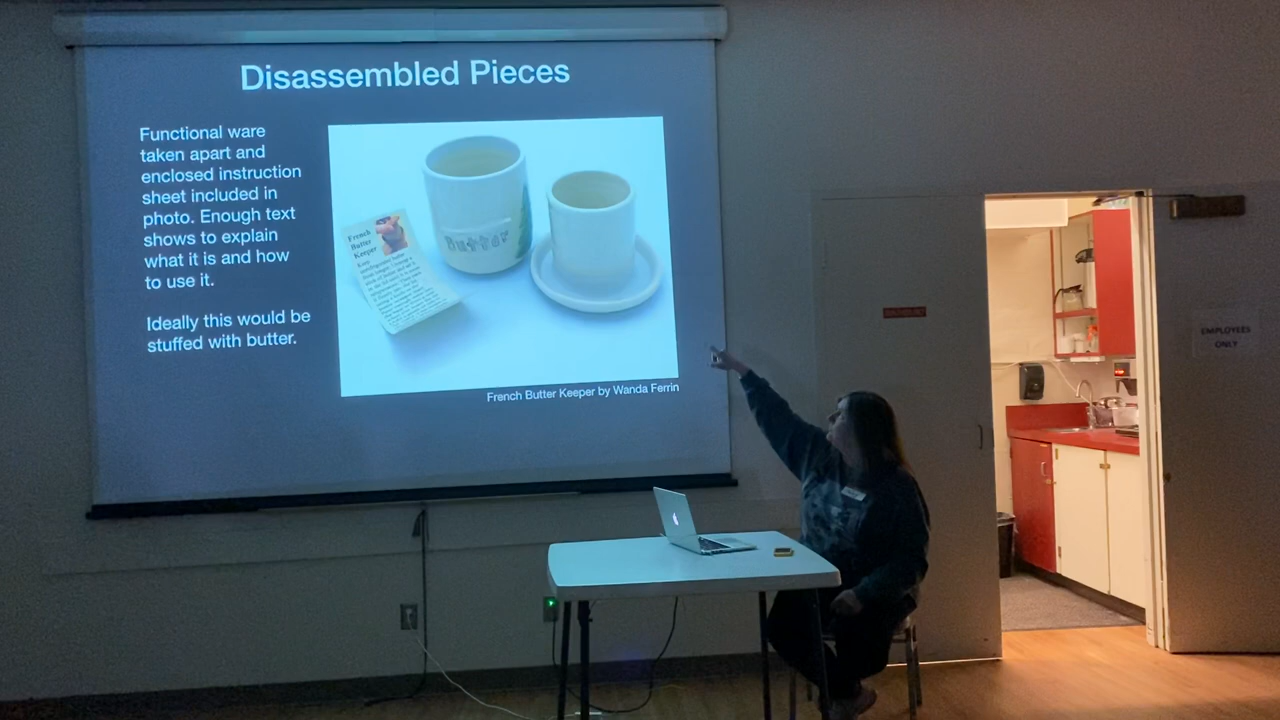 Disassembled Pieces
Functional ware
taken apart and
enclosed instruction
sheet included in
photo. Enough text
shows to explain
what it is and how
to use it.
Ideally this would be
stuffed with butter.
French
Butter
Keeper
Butter
French Butter Keeper by Wanda Ferrin
EMPLOYEES
ONLY